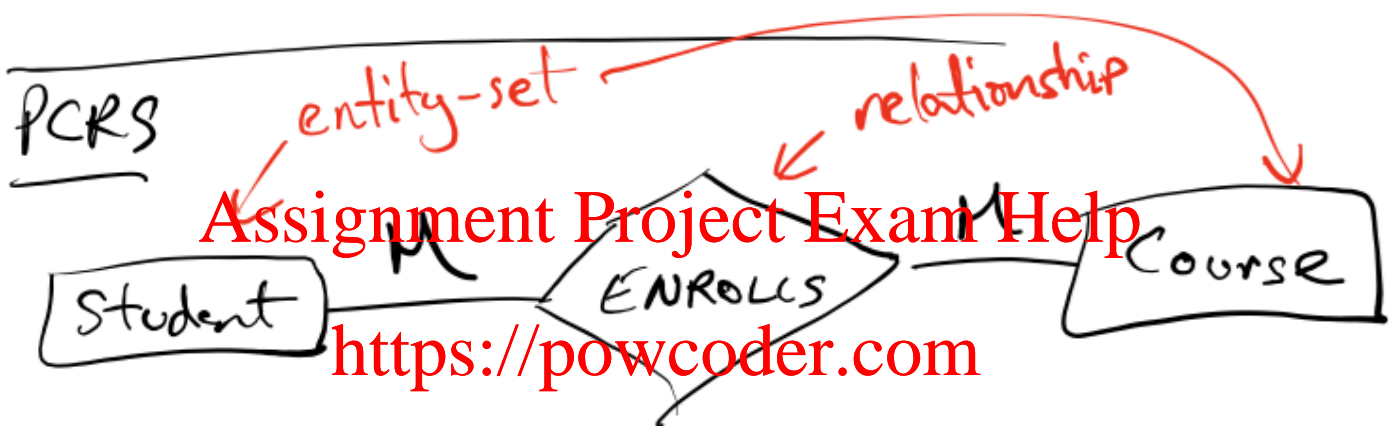 entity-set
relationship
PCRS
Assignment Project Exam Help
M
M
Student
ENROLLS
Course
https://powcoder.com